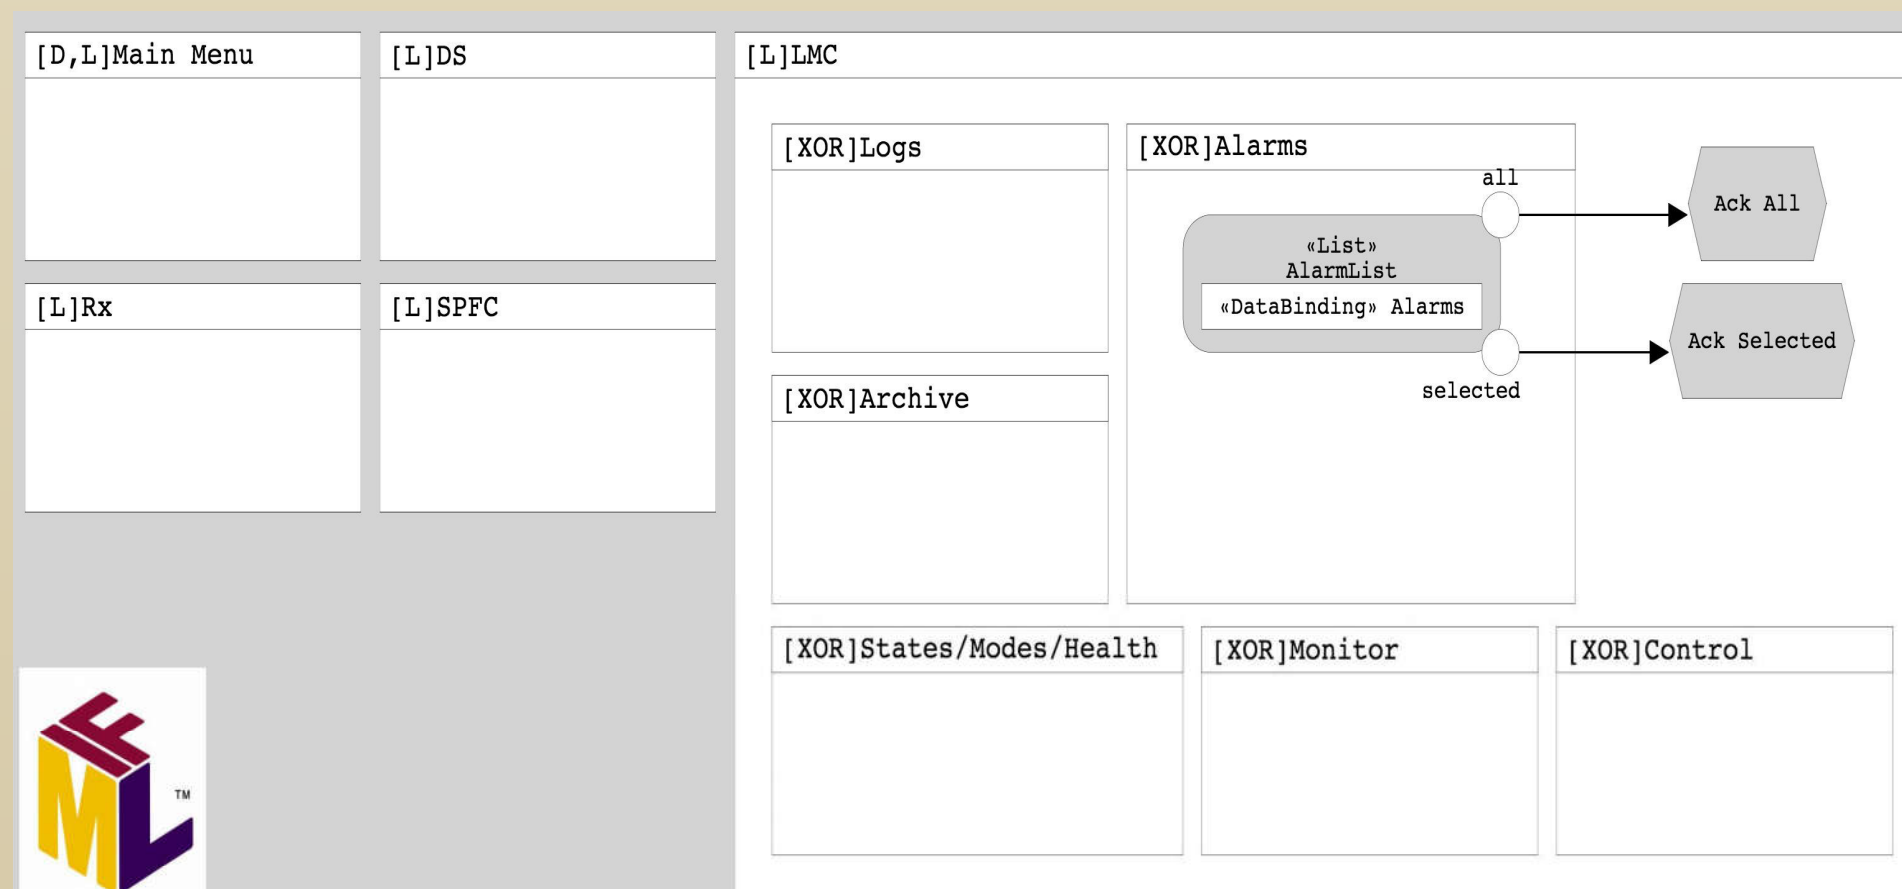 [D,L]Main Menu
[L]DS
[L]LMC
[XOR]Logs
[XOR]Alarms
all
Ack All
«List»
AlarmList
[L]Rx
[L]SPFC
«DataBinding» Alarms
Ack Selected
selected
[XOR]Archive
[XOR]States/Modes/Health
[XOR]Monitor
[XOR]Control
IFML
TM